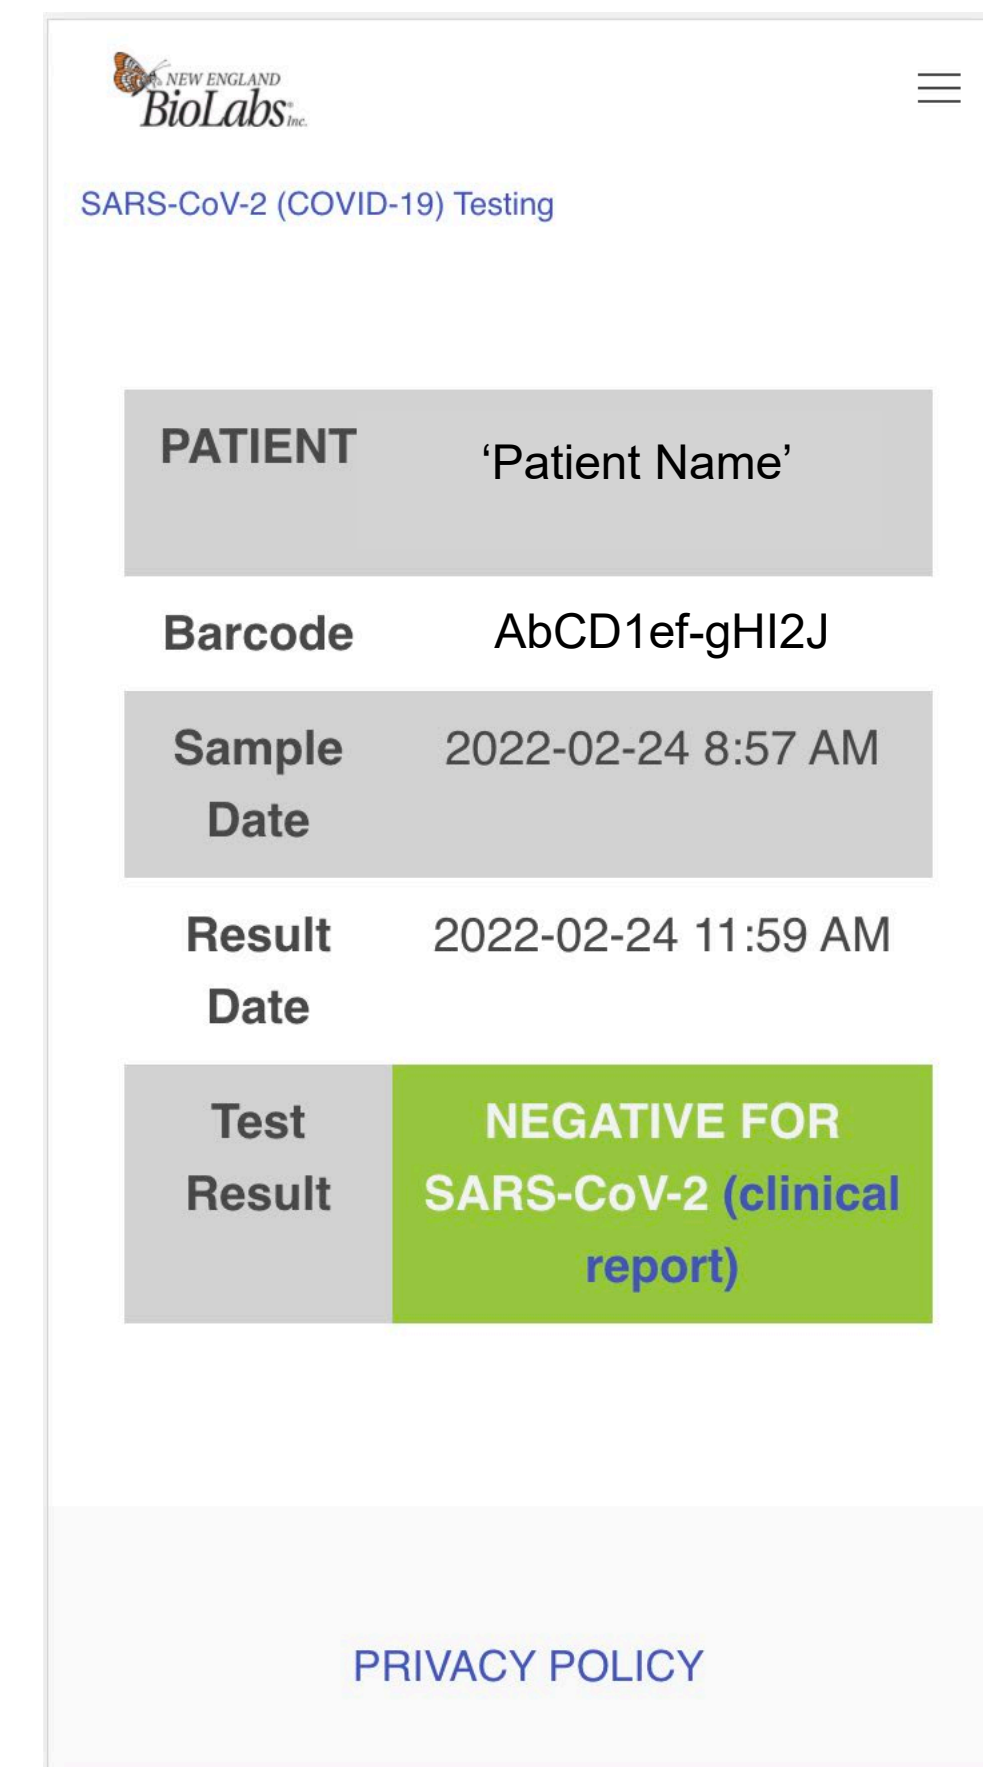 NEW ENGLAND
BioLabs Inc.
SARS-CoV-2 (COVID-19) Testing
PATIENT ‘Patient Name’
Barcode AbCD1ef-gHI2J
Sample 2022-02-24 8:57 AM
Date
Result 2022-02-24 11:59 AM
Date
Test NEGATIVE FOR
Result SARS-CoV-2 (clinical
report)
PRIVACY POLICY